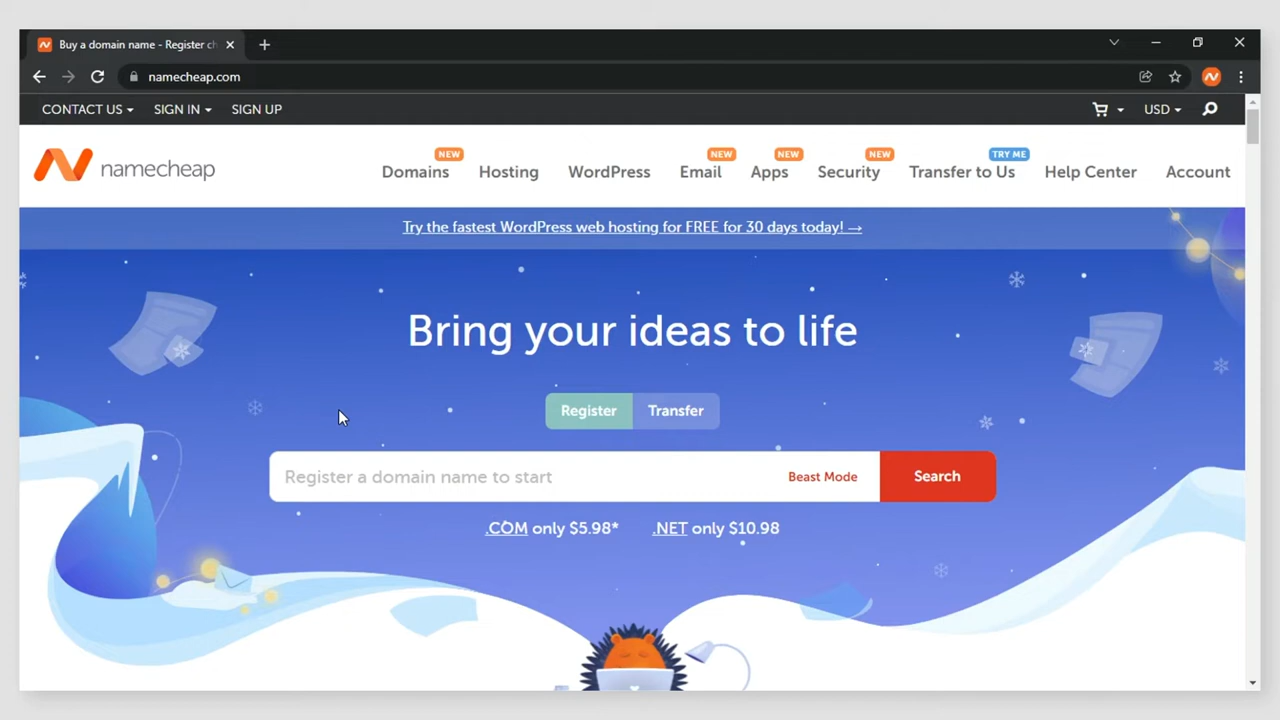 Buy a domain name - Register ch
namecheap.com
CONTACT US SIGN IN SIGN UP USD
namecheap
NEW NEW NEW NEW TRY ME
Domains Hosting WordPress Email Apps Security Transfer to Us Help Center Account
Try the fastest WordPress web hosting for FREE for 30 days today! →
Bring your ideas to life
Register Transfer
Register a domain name to start Beast Mode Search
.COM only $5.98* .NET only $10.98